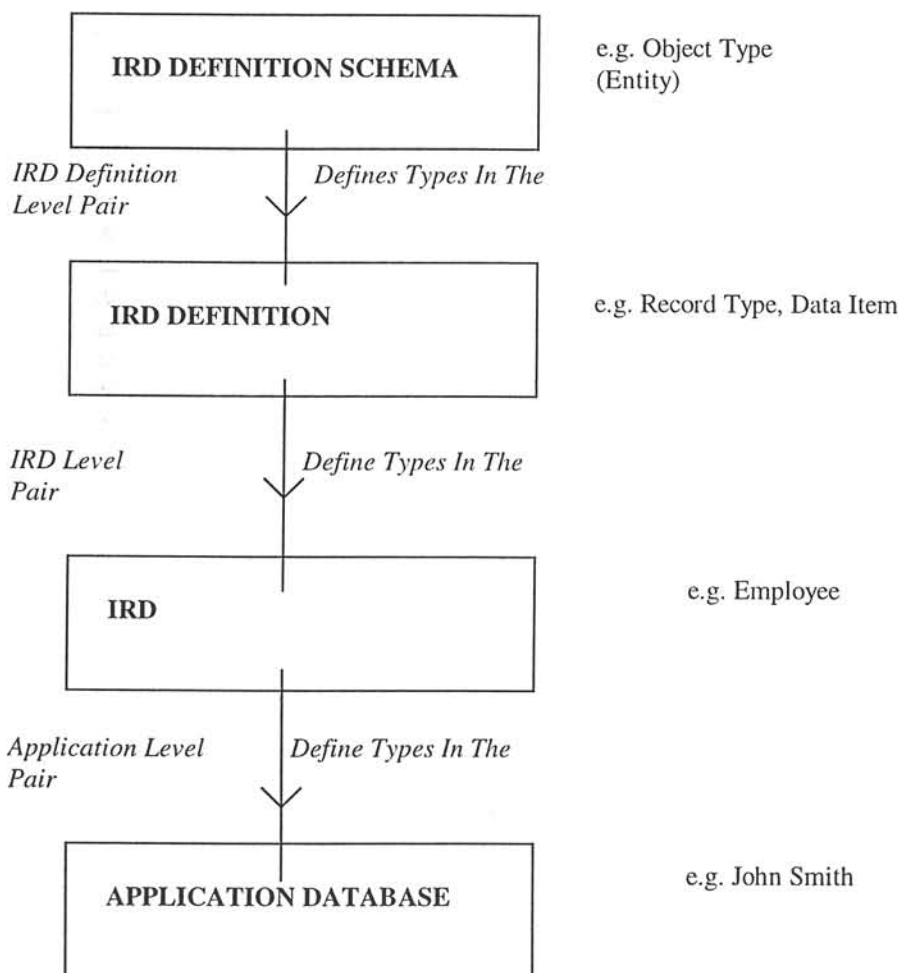 IRD DEFINITION SCHEMA
e.g. Object Type
(Entity)
IRD Definition
Level Pair
Defines Types In The
IRD DEFINITION
e.g. Record Type, Data Item
IRD Level
Pair
Define Types In The
IRD
e.g. Employee
Application Level
Pair
Define Types In The
APPLICATION DATABASE
e.g. John Smith